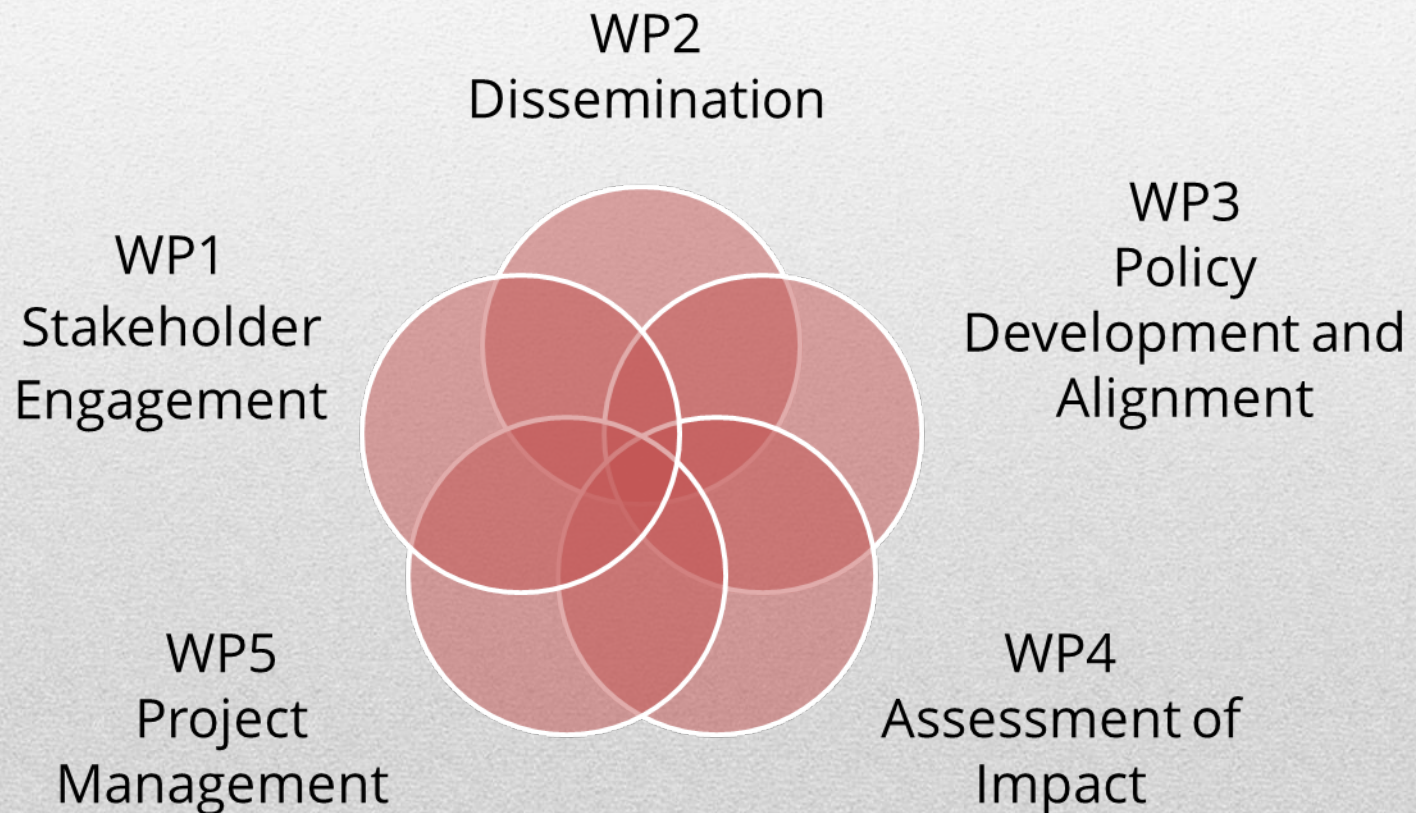 WP2
Dissemination
WP1
Stakeholder
Engagement
WP3
Policy
Development and
Alignment
WP5
Project
Management
WP4
Assessment of
Impact